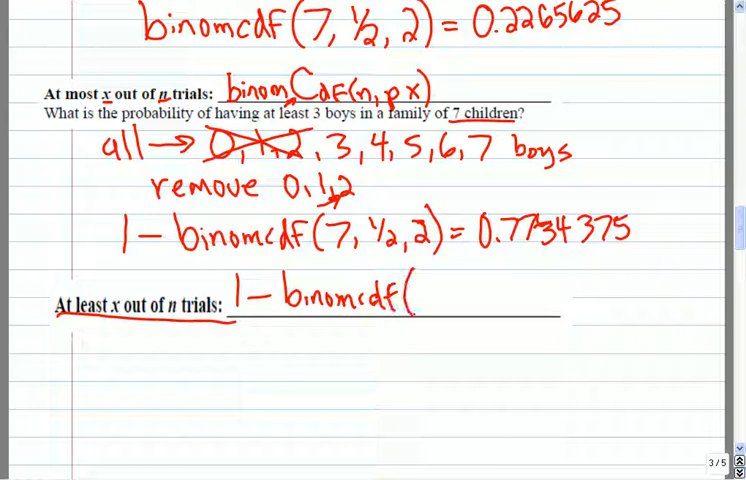 binomcdf(7, ½, 2) = 0.2265625
At most x out of n trials: binomCdf(n, p x)
What is the probability of having at least 3 boys in a family of 7 children?
all → 0, 1, 2, 3, 4, 5, 6, 7 boys
remove 0, 1, 2
1 - binomcdf(7, ½, 2) = 0.7734375
At least x out of n trials: 1 - binomcdf(
3/5